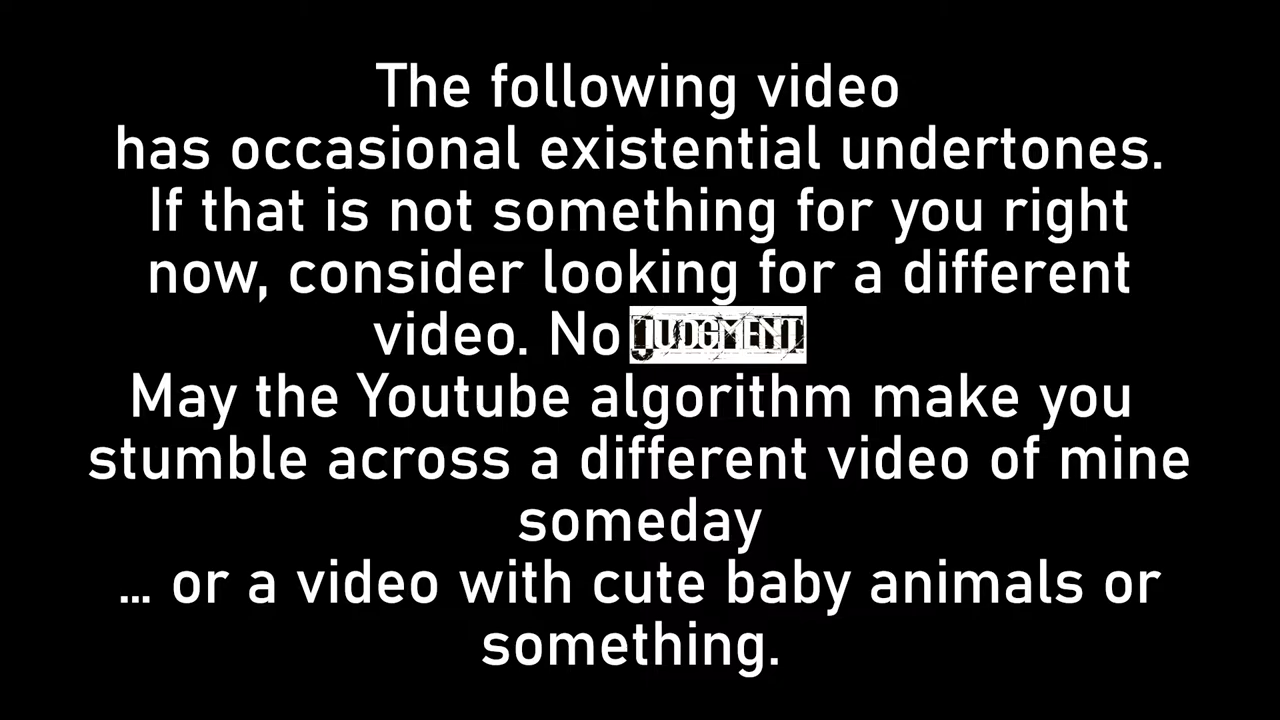 The following video
has occasional existential undertones.
If that is not something for you right
now, consider looking for a different
video. No JUDGMENT
May the Youtube algorithm make you
stumble across a different video of mine
someday
... or a video with cute baby animals or
something.